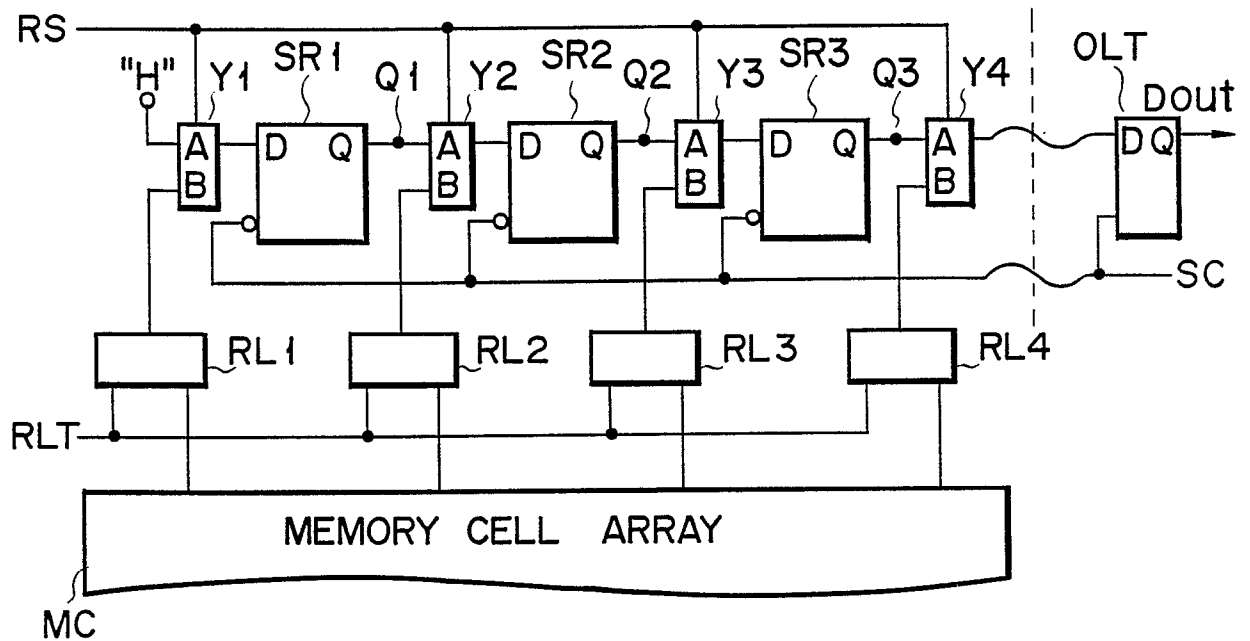 RS
"H" Y1 SR1 Q1 Y2 SR2 Q2 Y3 SR3 Q3 Y4 OLT Dout
A D Q A D Q A D Q A D Q
B B B B
SC
RL1 RL2 RL3 RL4
RLT
MEMORY CELL ARRAY
MC